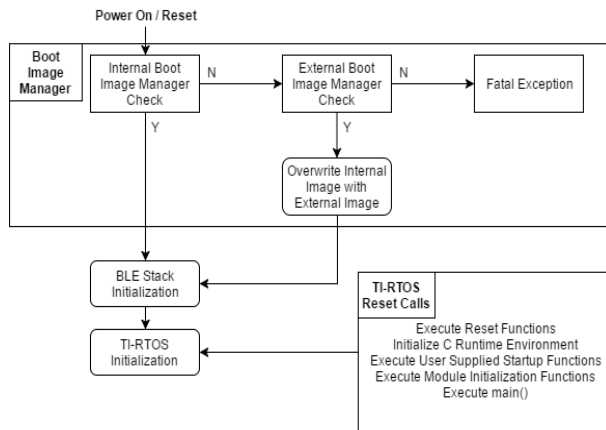 Power On / Reset
Boot
Image
Manager
Internal Boot
Image Manager
Check
N
External Boot
Image Manager
Check
N
Fatal Exception
Y
Y
Overwrite Internal
Image with
External Image
BLE Stack
Initialization
TI-RTOS
Reset Calls
TI-RTOS
Initialization
Execute Reset Functions
Initialize C Runtime Environment
Execute User Supplied Startup Functions
Execute Module Initialization Functions
Execute main()